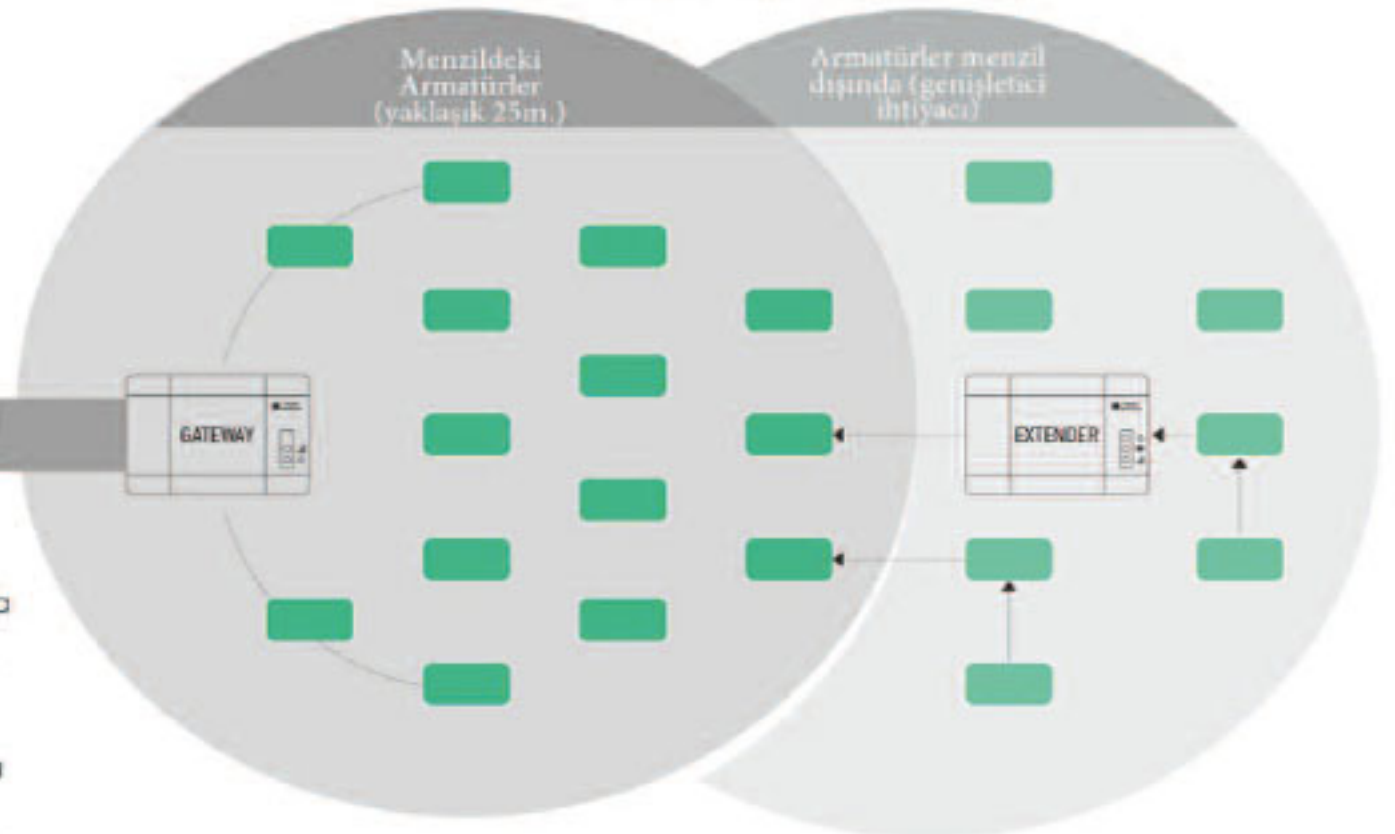 Menzildeki
Armatürler
(yaklaşık 25m.)
Armatürler menzil
dışında (genişletici
ihtiyacı)
GATEWAY
EXTENDER